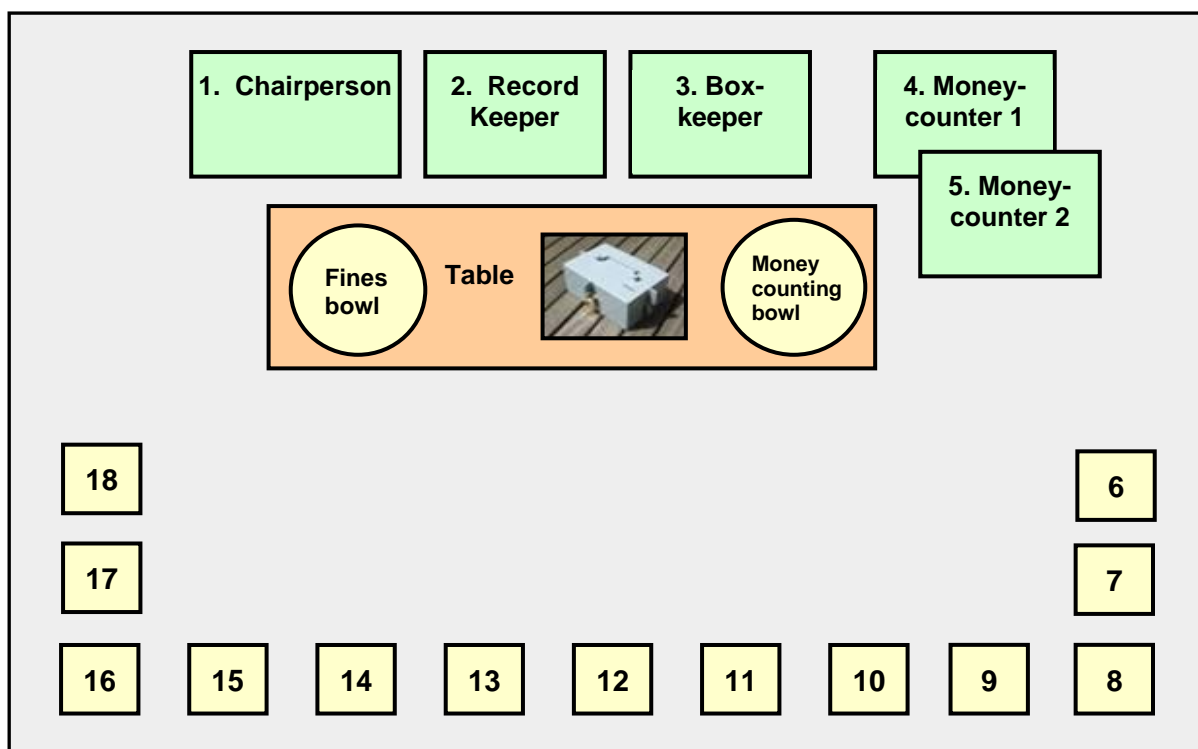 1. Chairperson
2. Record
Keeper
3. Box-
keeper
4. Money-
counter 1
5. Money-
counter 2
Fines
bowl
Table
Money
counting
bowl
18
6
17
7
16
15
14
13
12
11
10
9
8